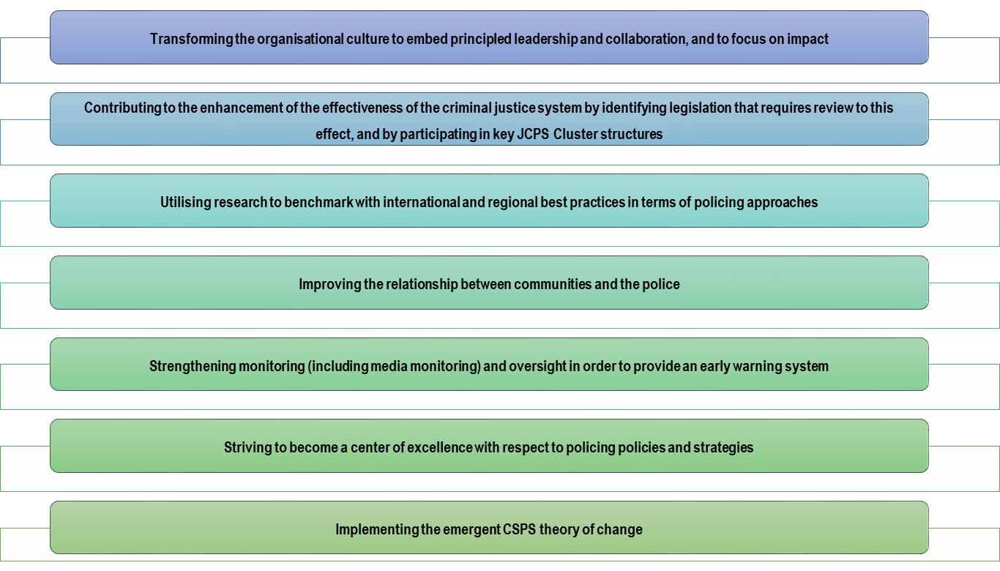 Transforming the organisational culture to embed principled leadership and collaboration, and to focus on impact
Contributing to the enhancement of the effectiveness of the criminal justice system by identifying legislation that requires review to this
effect, and by participating in key JCPS Cluster structures
Utilising research to benchmark with international and regional best practices in terms of policing approaches
Improving the relationship between communities and the police
Strengthening monitoring (including media monitoring) and oversight in order to provide an early warning system
Striving to become a center of excellence with respect to policing policies and strategies
Implementing the emergent CSPS theory of change